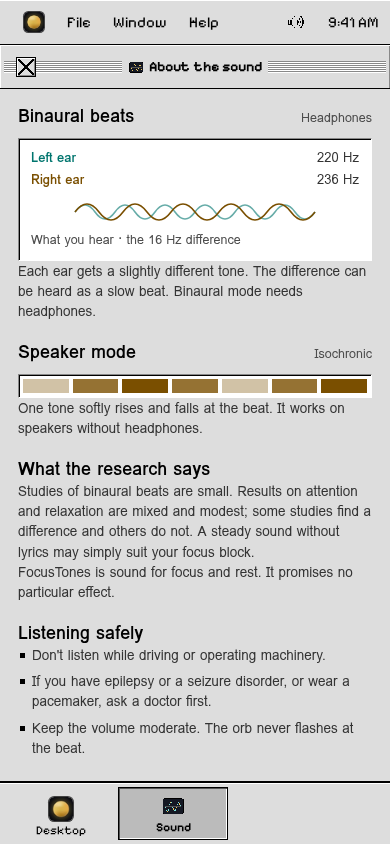 File Window Help 9:41 AM
About the sound
Binaural beats Headphones
Left ear 220 Hz
Right ear 236 Hz
What you hear · the 16 Hz difference
Each ear gets a slightly different tone. The difference can
be heard as a slow beat. Binaural mode needs
headphones.
Speaker mode Isochronic
One tone softly rises and falls at the beat. It works on
speakers without headphones.
What the research says
Studies of binaural beats are small. Results on attention
and relaxation are mixed and modest; some studies find a
difference and others do not. A steady sound without
lyrics may simply suit your focus block.
FocusTones is sound for focus and rest. It promises no
particular effect.
Listening safely
Don't listen while driving or operating machinery.
If you have epilepsy or a seizure disorder, or wear a
pacemaker, ask a doctor first.
Keep the volume moderate. The orb never flashes at
the beat.
Desktop Sound